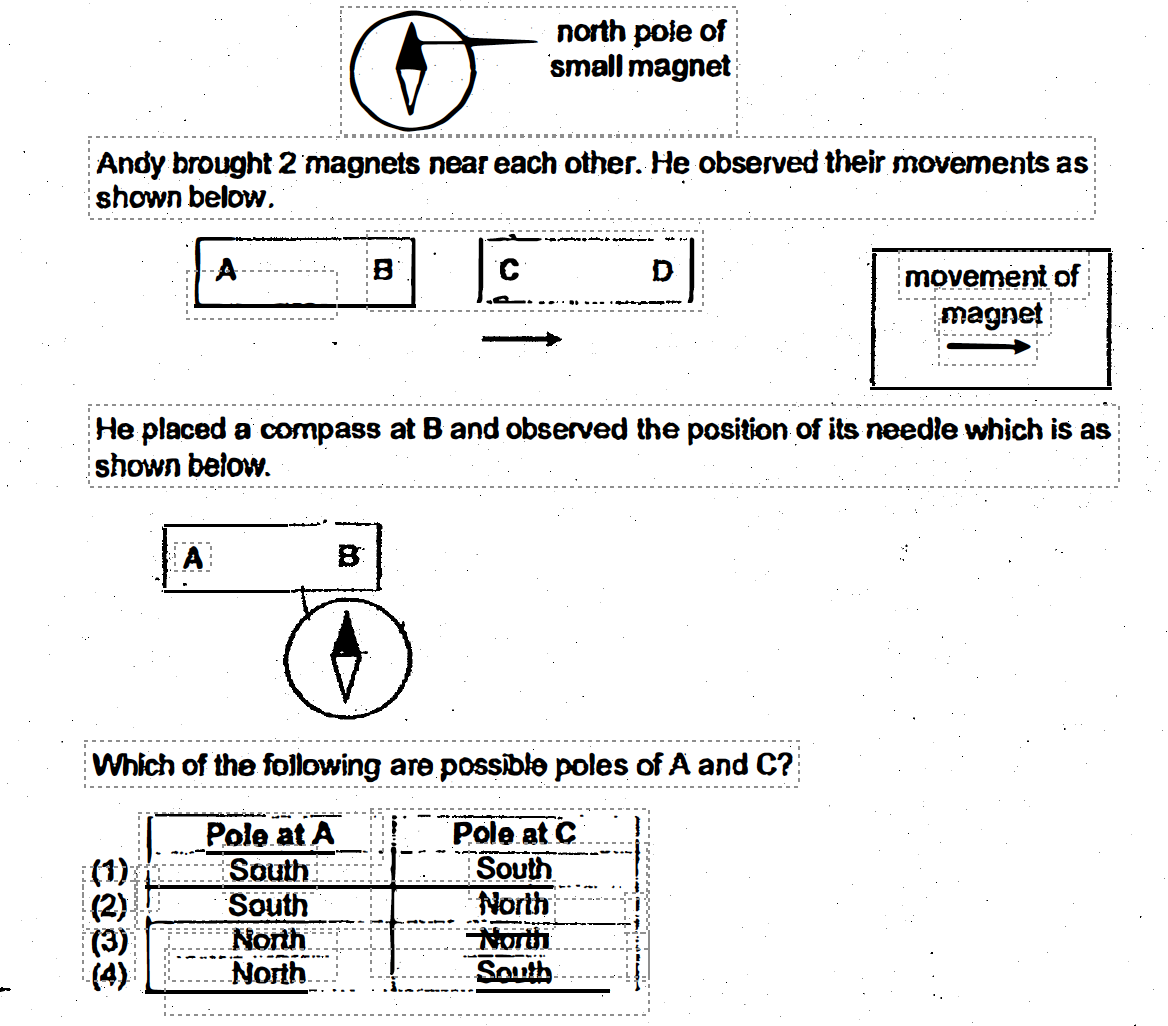 north pole of
small magnet
Andy brought 2 magnets near each other. He observed their movements as
shown below.
A B C D
movement of
magnet
He placed a compass at B and observed the position of its needle which is as
shown below.
A B
Which of the following are possible poles of A and C?
Pole at A Pole at C
(1) South South
(2) South North
(3) North North
(4) North South